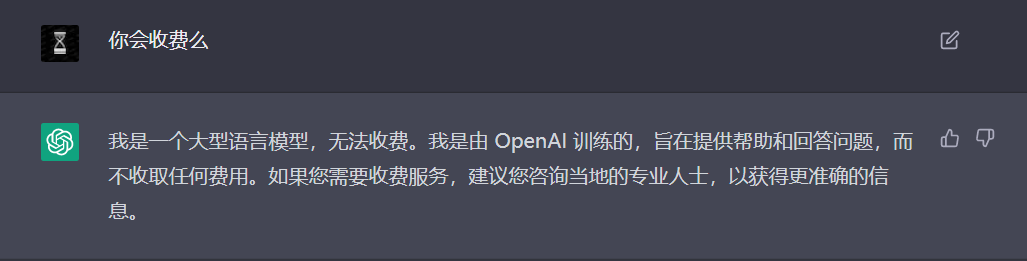 你会收费么
我是一个大型语言模型，无法收费。我是由 OpenAI 训练的，旨在提供帮助和回答问题，而
不收取任何费用。如果您需要收费服务，建议您咨询当地的专业人士，以获得更准确的信
息。